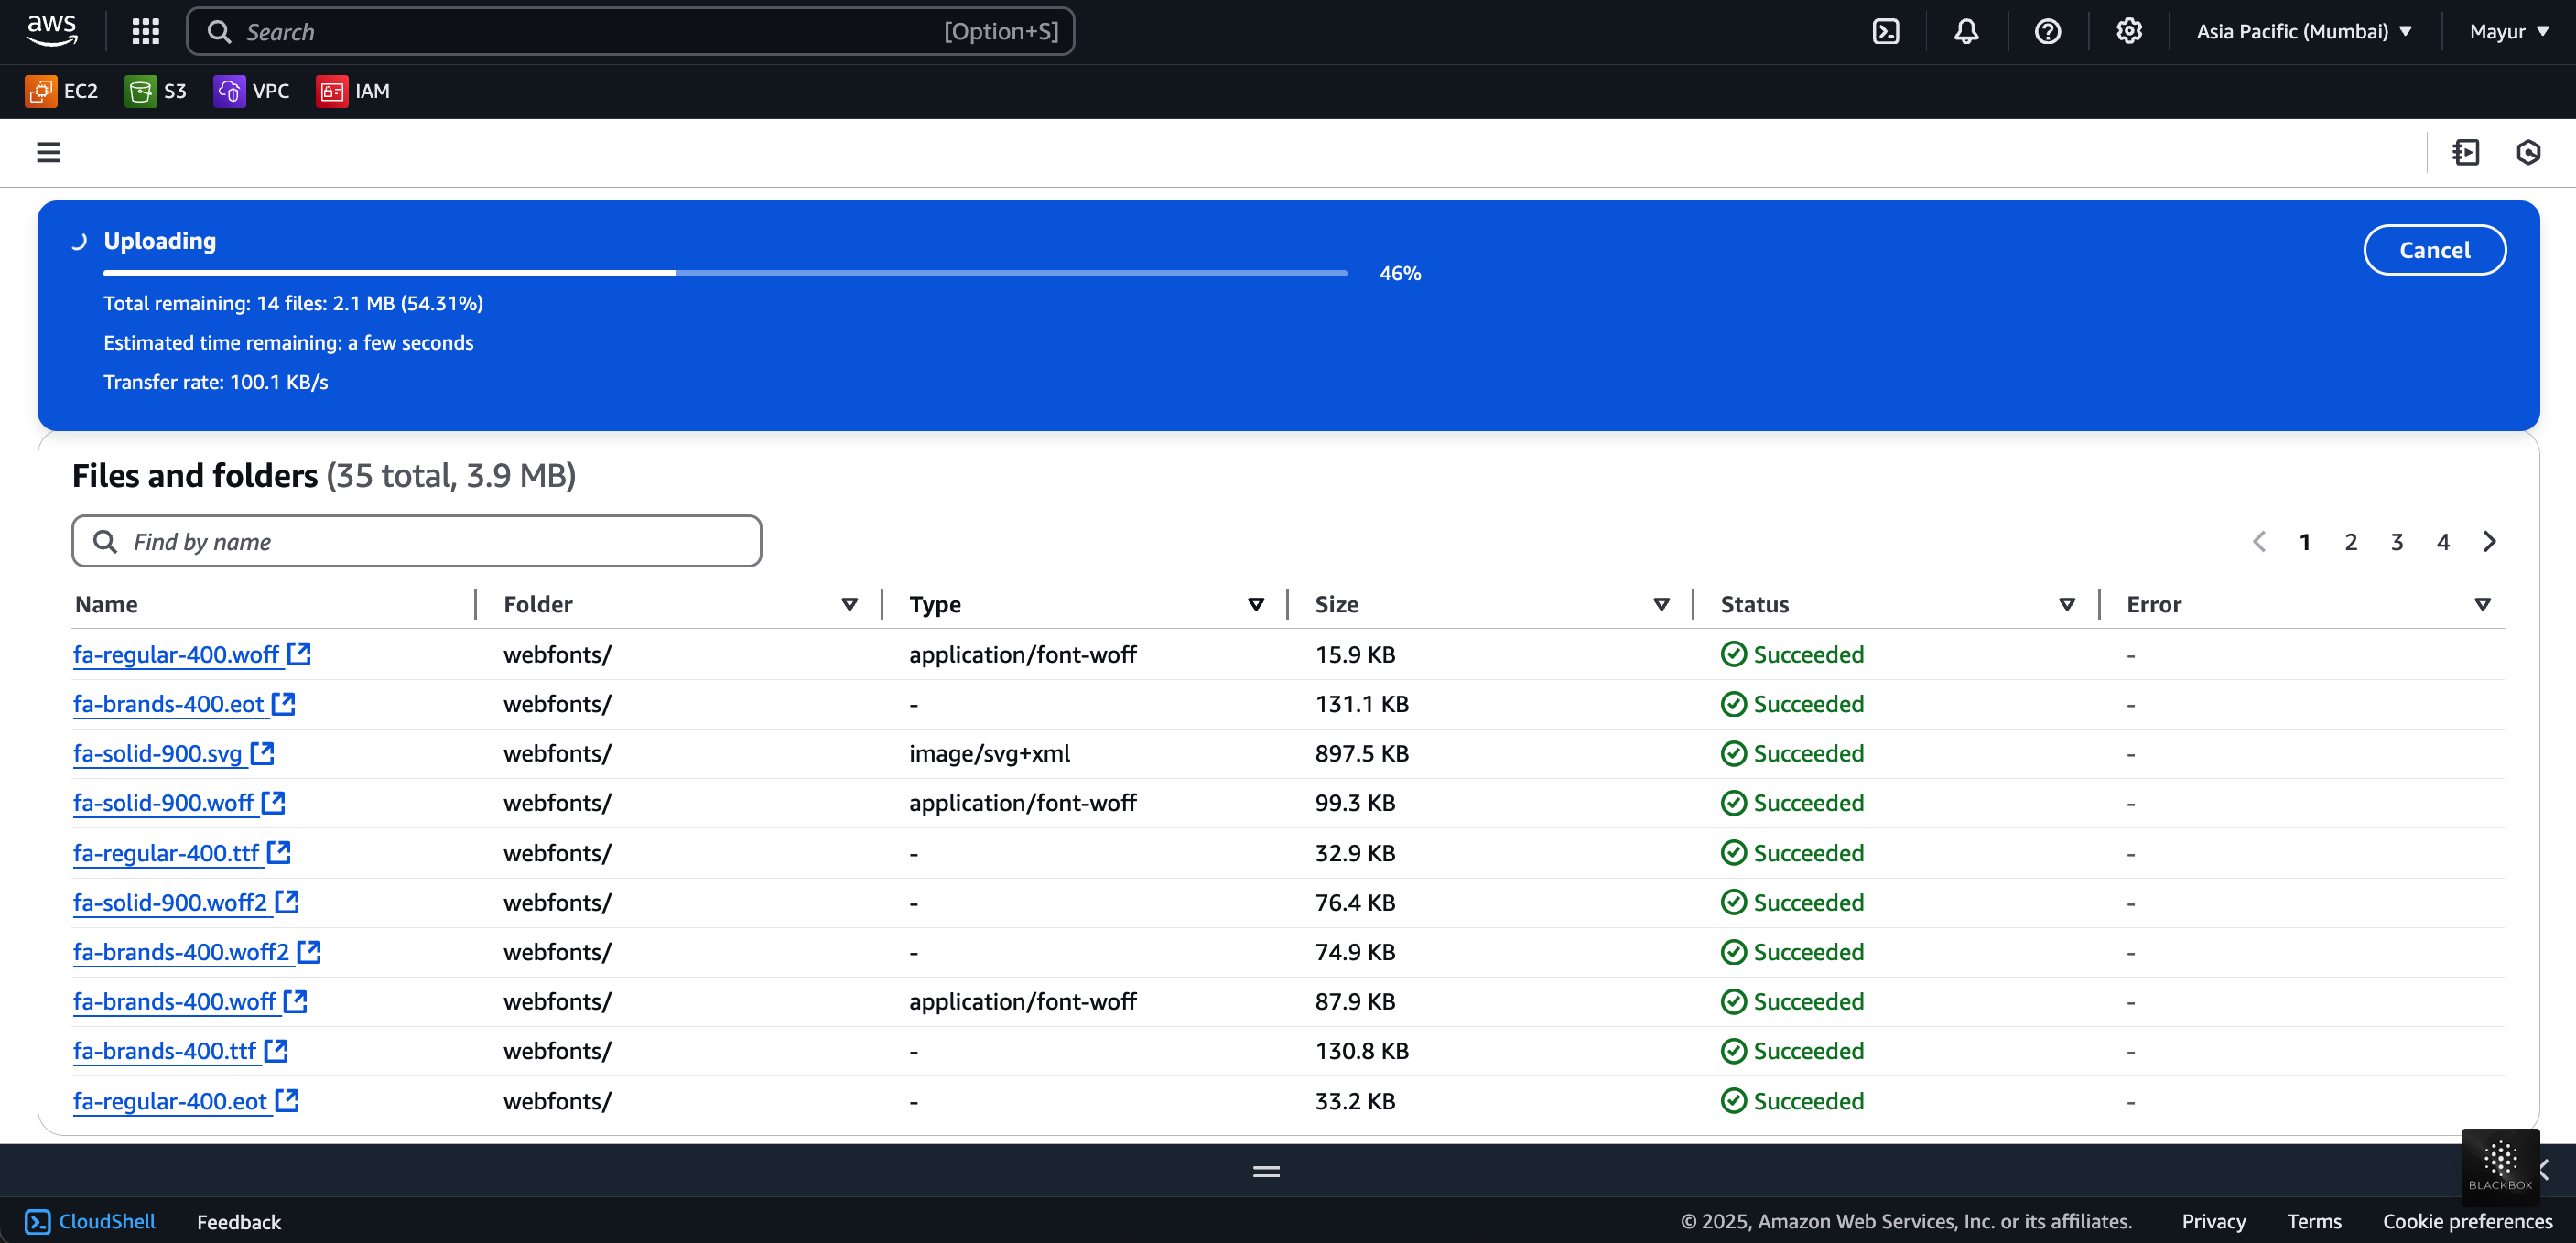 aws Search [Option+S] Asia Pacific (Mumbai) Mayur
EC2 S3 VPC IAM
Uploading
Cancel
46%
Total remaining: 14 files: 2.1 MB (54.31%)
Estimated time remaining: a few seconds
Transfer rate: 100.1 KB/s
Files and folders (35 total, 3.9 MB)
Find by name 1 2 3 4
Name Folder Type Size Status Error
fa-regular-400.woff webfonts/ application/font-woff 15.9 KB Succeeded -
fa-brands-400.eot webfonts/ - 131.1 KB Succeeded -
fa-solid-900.svg webfonts/ image/svg+xml 897.5 KB Succeeded -
fa-solid-900.woff webfonts/ application/font-woff 99.3 KB Succeeded -
fa-regular-400.ttf webfonts/ - 32.9 KB Succeeded -
fa-solid-900.woff2 webfonts/ - 76.4 KB Succeeded -
fa-brands-400.woff2 webfonts/ - 74.9 KB Succeeded -
fa-brands-400.woff webfonts/ application/font-woff 87.9 KB Succeeded -
fa-brands-400.ttf webfonts/ - 130.8 KB Succeeded -
fa-regular-400.eot webfonts/ - 33.2 KB Succeeded -
BLACKBOX
CloudShell Feedback © 2025, Amazon Web Services, Inc. or its affiliates. Privacy Terms Cookie preferences